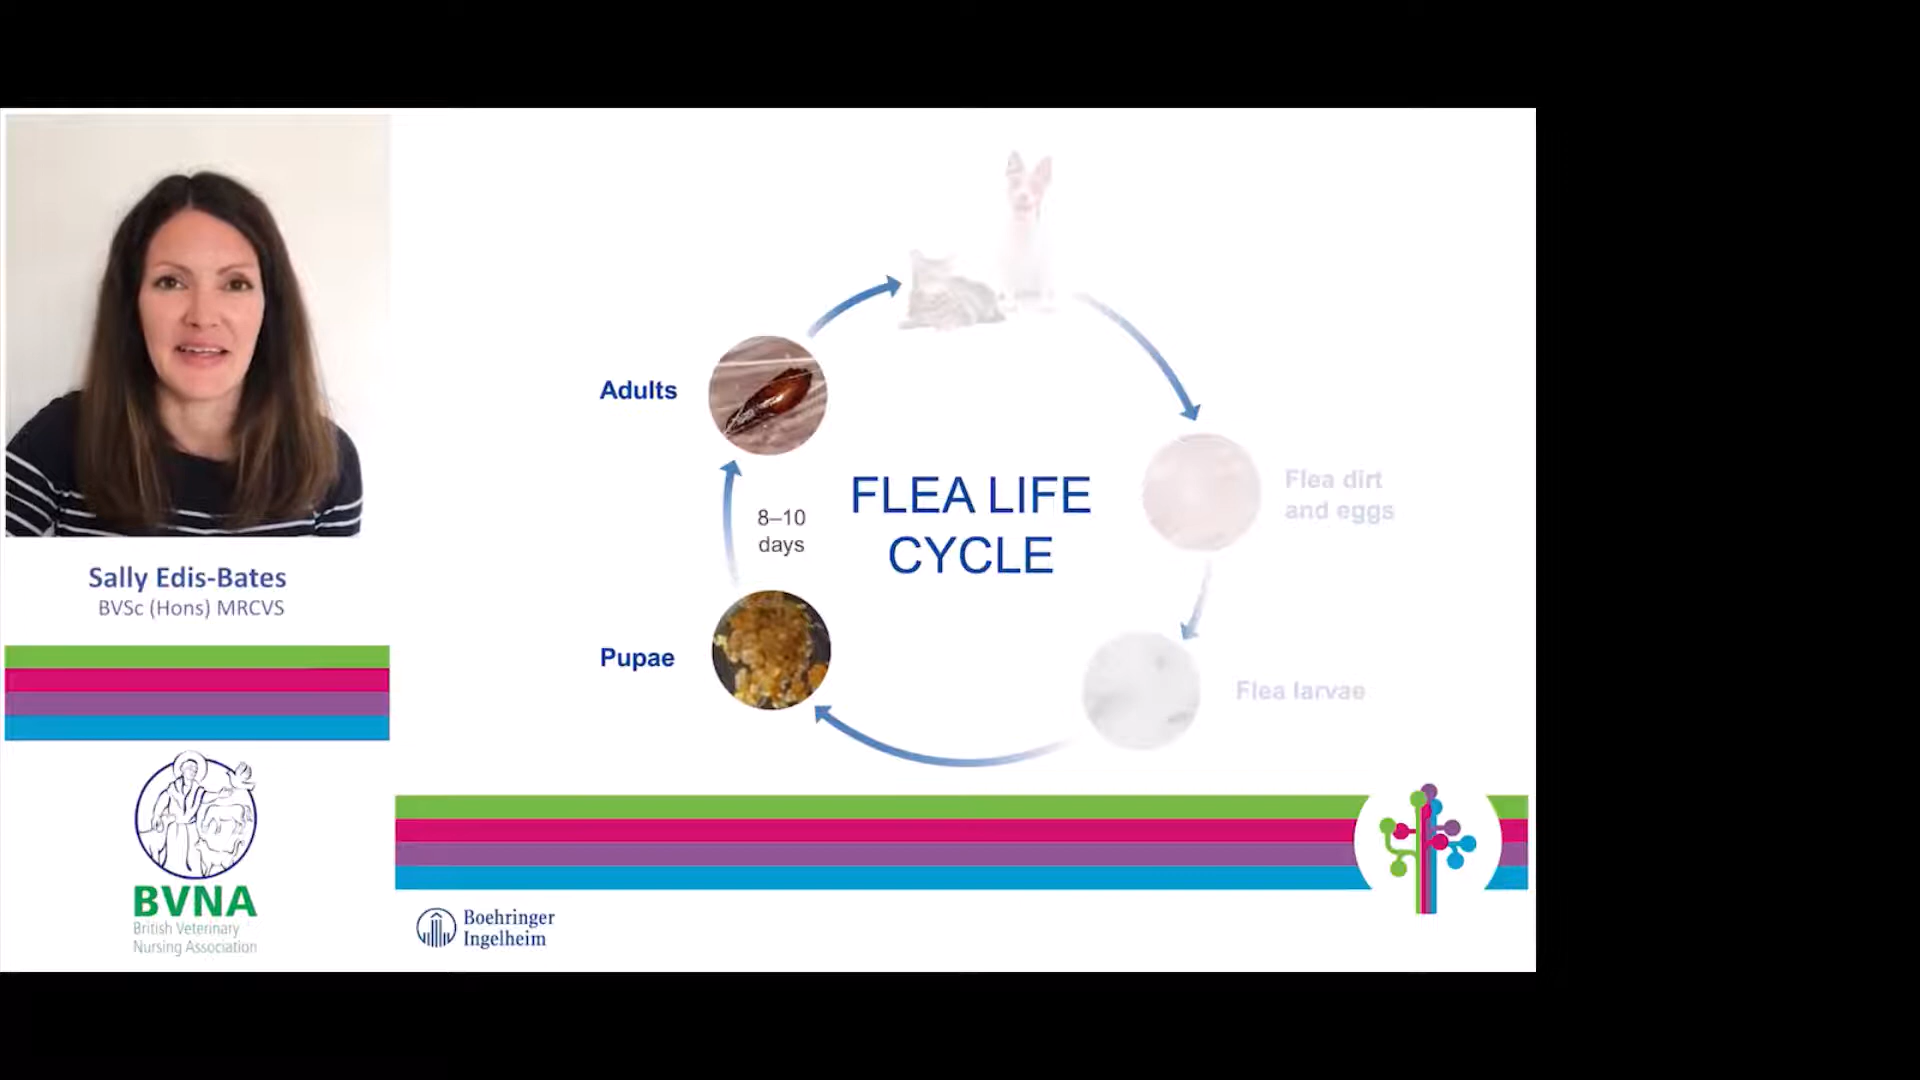 Sally Edis-Bates
BVSc (Hons) MRCVS
BVNA
British Veterinary
Nursing Association
FLEA LIFE
CYCLE
Adults
8–10
days
Pupae
Flea dirt
and eggs
Flea larvae
Boehringer
Ingelheim